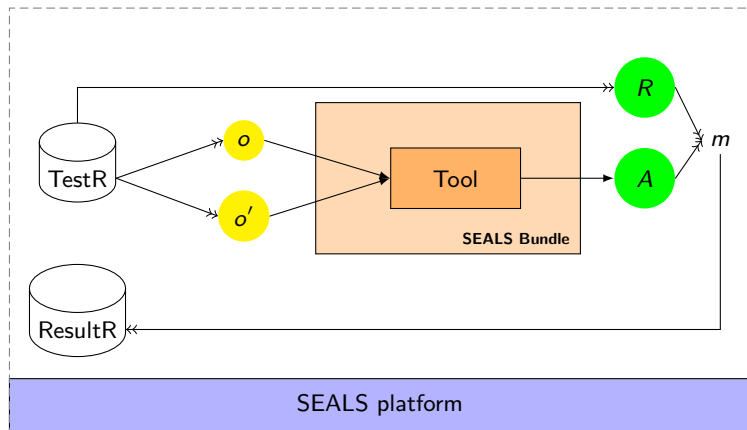 R
o
m
TestR
Tool
A
o′
SEALS Bundle
ResultR
SEALS platform